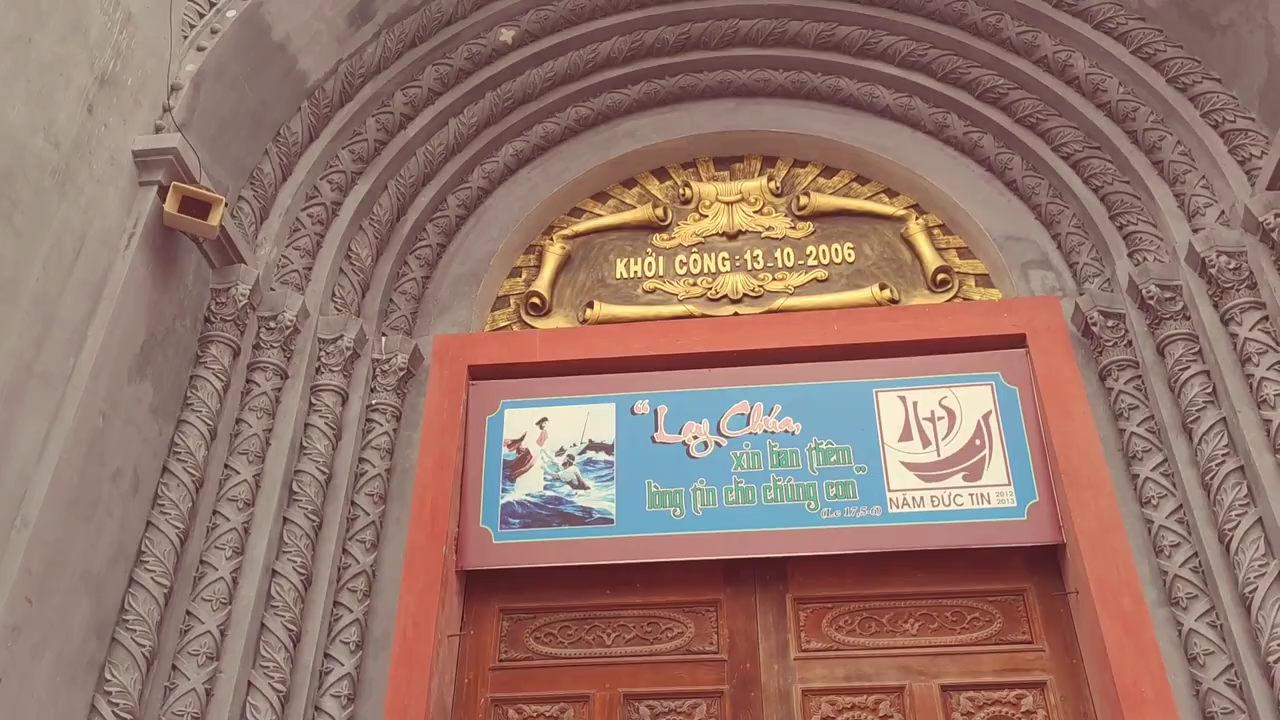 KHỞI CÔNG: 13-10-2006
"Lạy Chúa,
xin ban thêm
lòng tin cho chúng con"
(Lc 17,5-6)
IHS
NĂM ĐỨC TIN 2012
2013